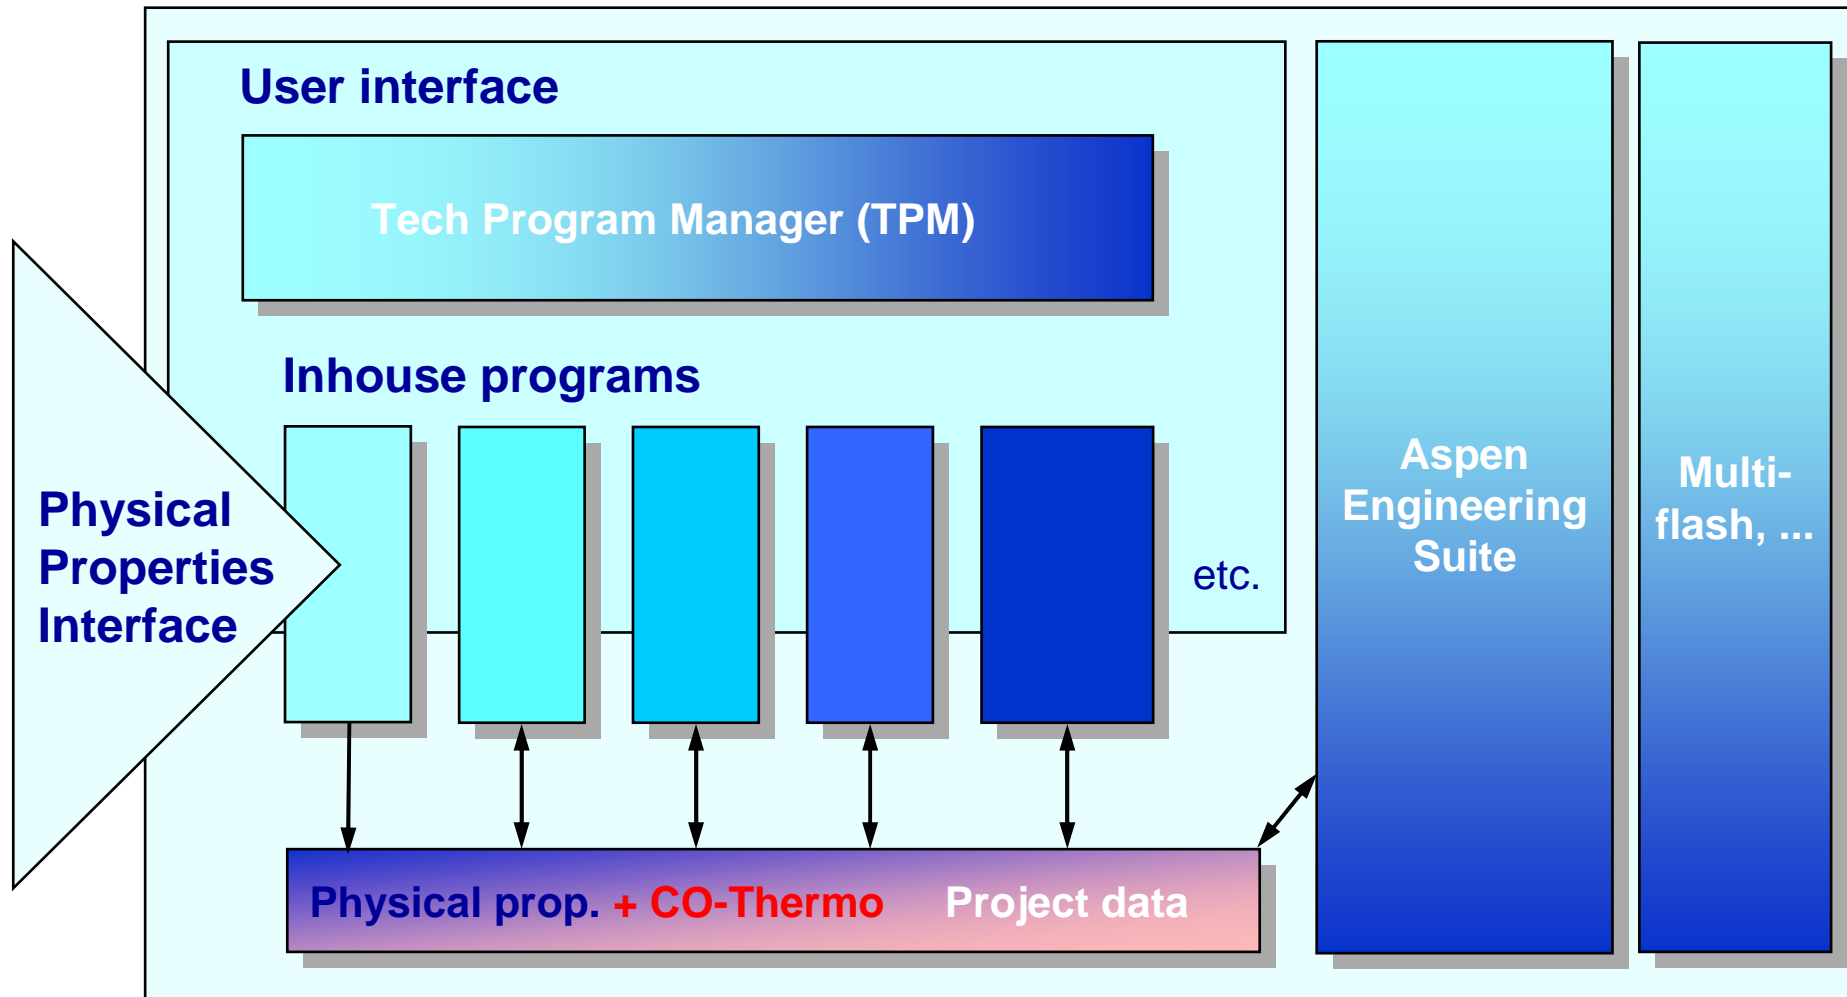 User interface
Tech Program Manager (TPM)
Inhouse programs
Physical
Properties
Interface
etc.
Aspen
Engineering
Suite
Multi-
flash, ...
Physical prop. + CO-Thermo Project data